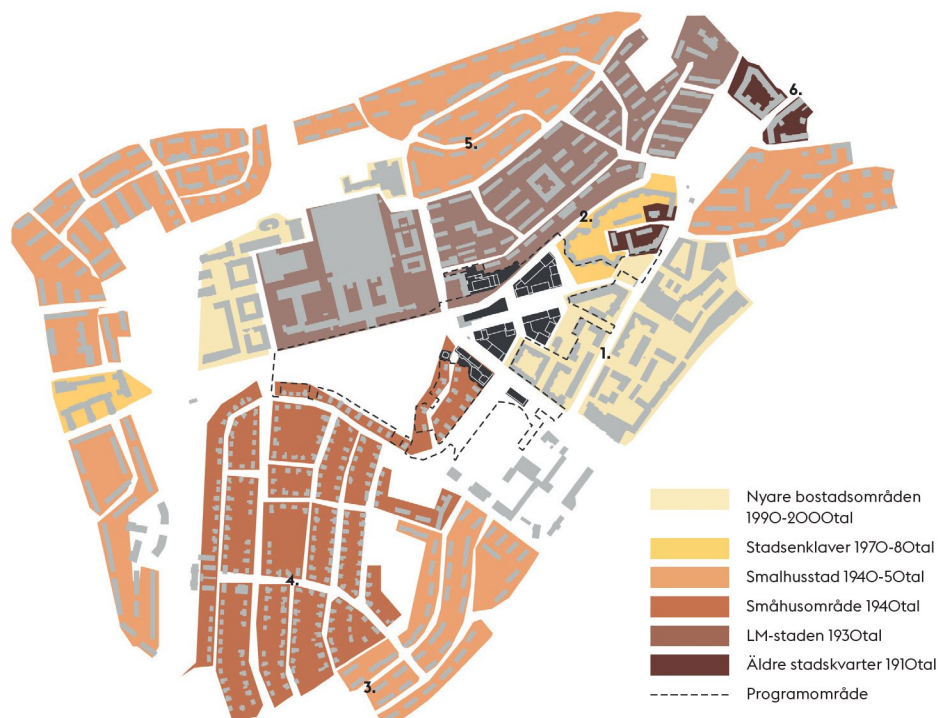 6.
5.
2.
1.
4.
3.
Nyare bostadsområden
1990-2000tal
Stadsenklaver 1970-80tal
Smalhusstad 1940-50tal
Småhusområde 1940tal
LM-staden 1930tal
Äldre stadskvarter 1910tal
Programområde